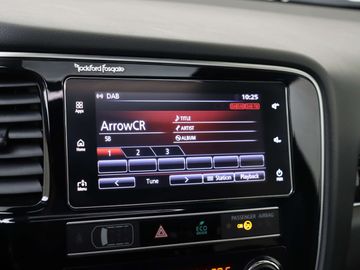 Rockford Fosgate
DAB 10:25
Apps
ArrowCR
TITLE
ARTIST
ALBUM
5B
Home
1 2 3
Menu
< Tune > Station Playback
ECO
PASSENGER AIRBAG